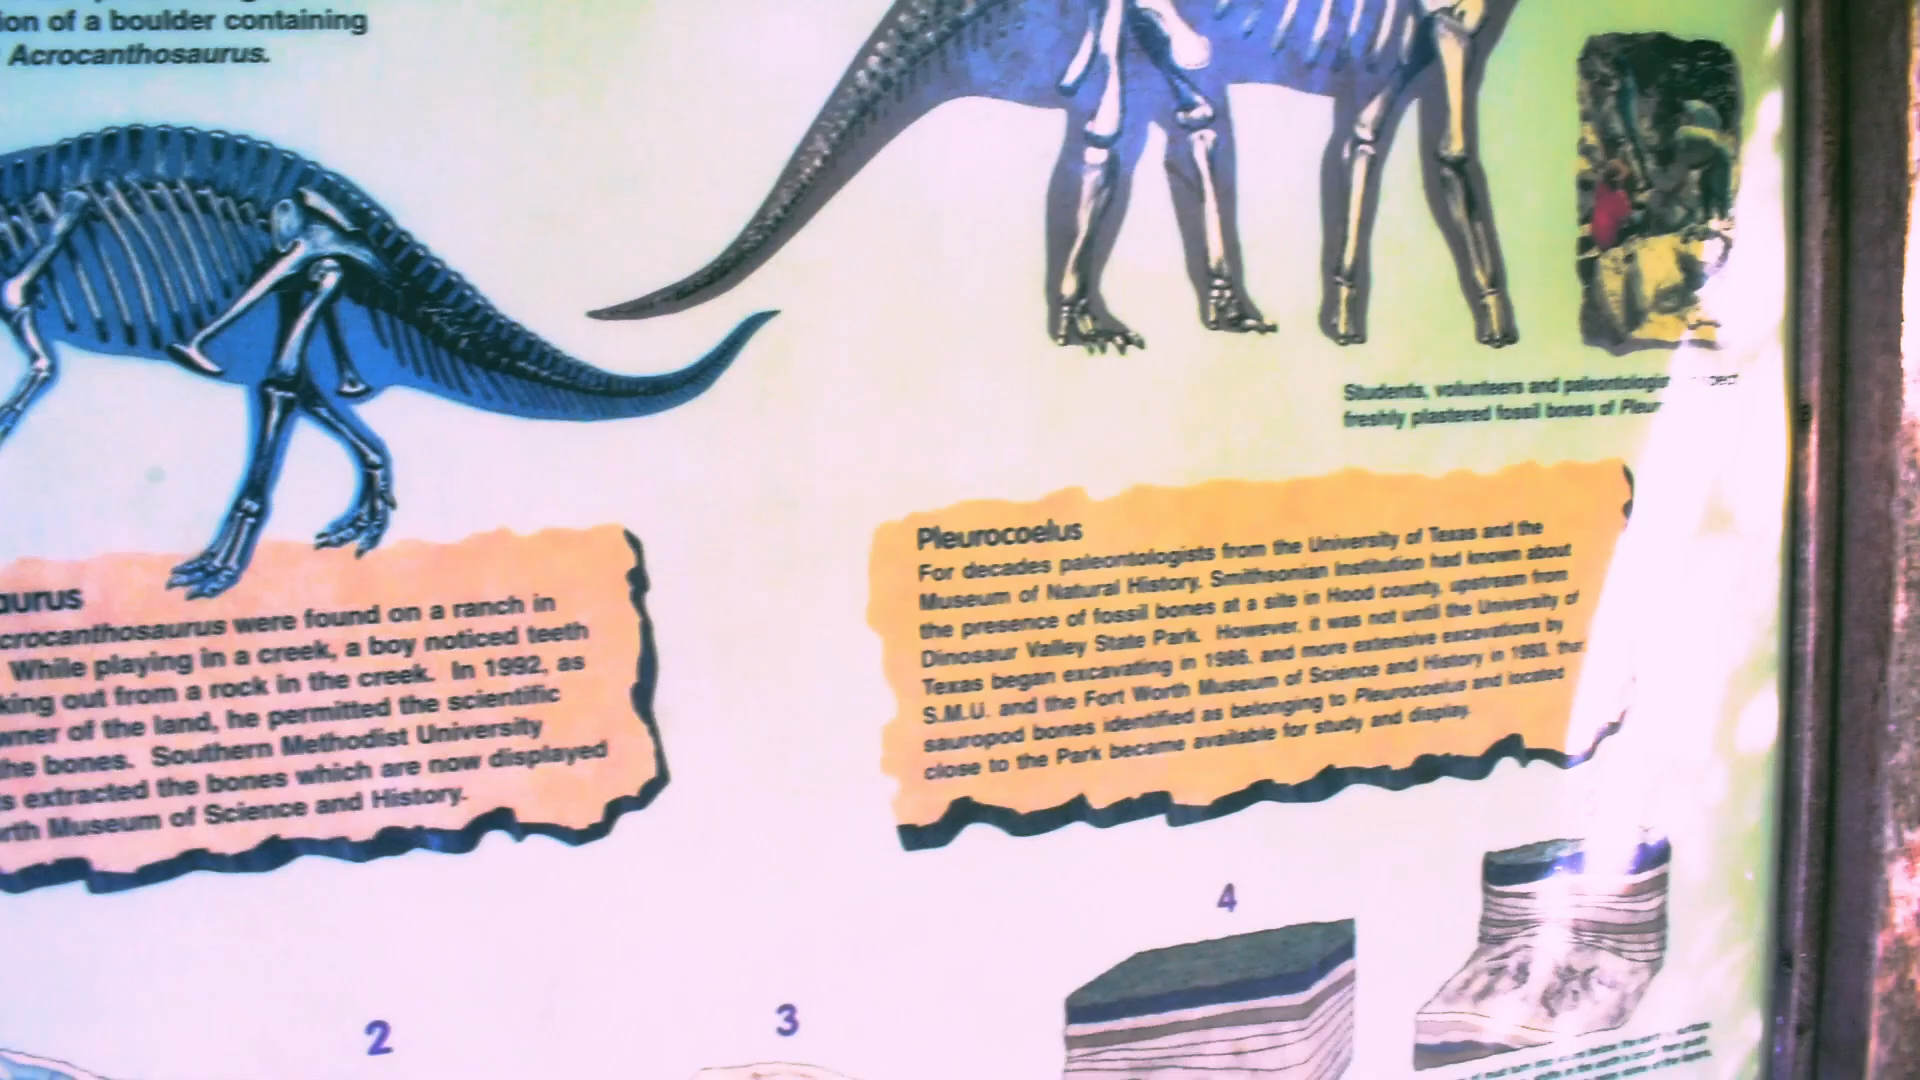 ion of a boulder containing
Acrocanthosaurus.
Students, volunteers and paleontologis
freshly plastered fossil bones of Pleur
aurus
crocanthosaurus were found on a ranch in
While playing in a creek, a boy noticed teeth
king out from a rock in the creek. In 1992, as
wner of the land, he permitted the scientific
he bones. Southern Methodist University
s extracted the bones which are now displayed
rth Museum of Science and History.
Pleurocoelus
For decades paleontologists from the University of Texas and the
Museum of Natural History, Smithsonian Institution had known about
the presence of fossil bones at a site in Hood county, upstream from
Dinosaur Valley State Park. However, it was not until the University of
Texas began excavating in 1986, and more extensive excavations by
S.M.U. and the Fort Worth Museum of Science and History in 1993, that
sauropod bones identified as belonging to Pleurocoelus and located
close to the Park became available for study and display.
2
3
4